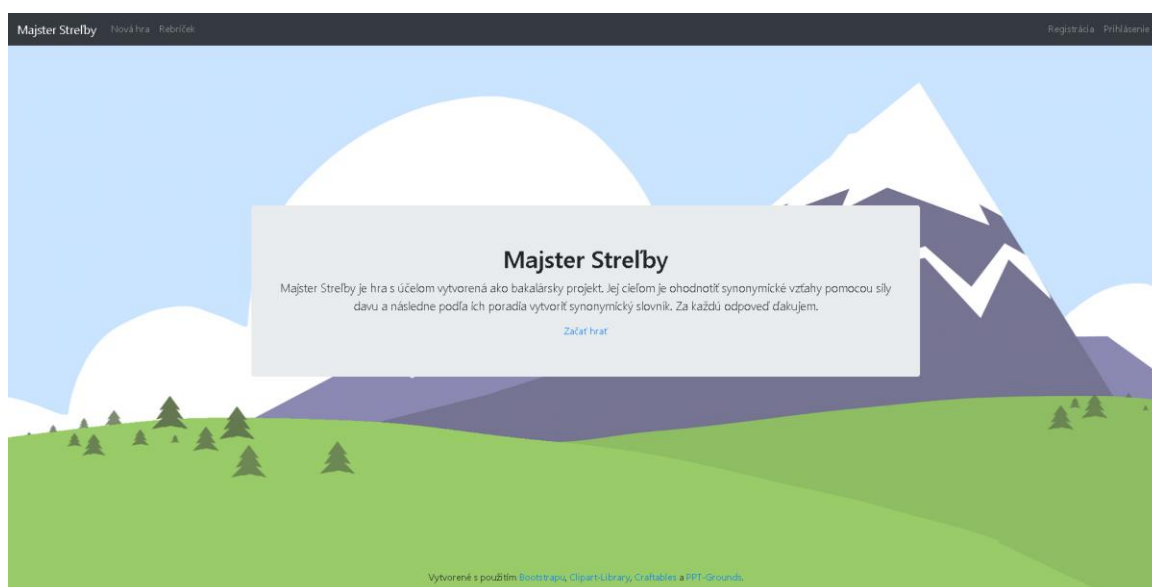 Majster Streľby Nová hra Rebríček Registrácia Prihlásenie
Majster Streľby
Majster Streľby je hra s účelom vytvorená ako bakalársky projekt. Jej cieľom je ohodnotiť synonymické vzťahy pomocou sily
davu a následne podľa ich poradia vytvoriť synonymický slovník. Za každú odpoveď ďakujem.
Začať hrať
Vytvorené s použitím Bootstrapu, Clipart-Library, Craftables a PPT-Grounds.